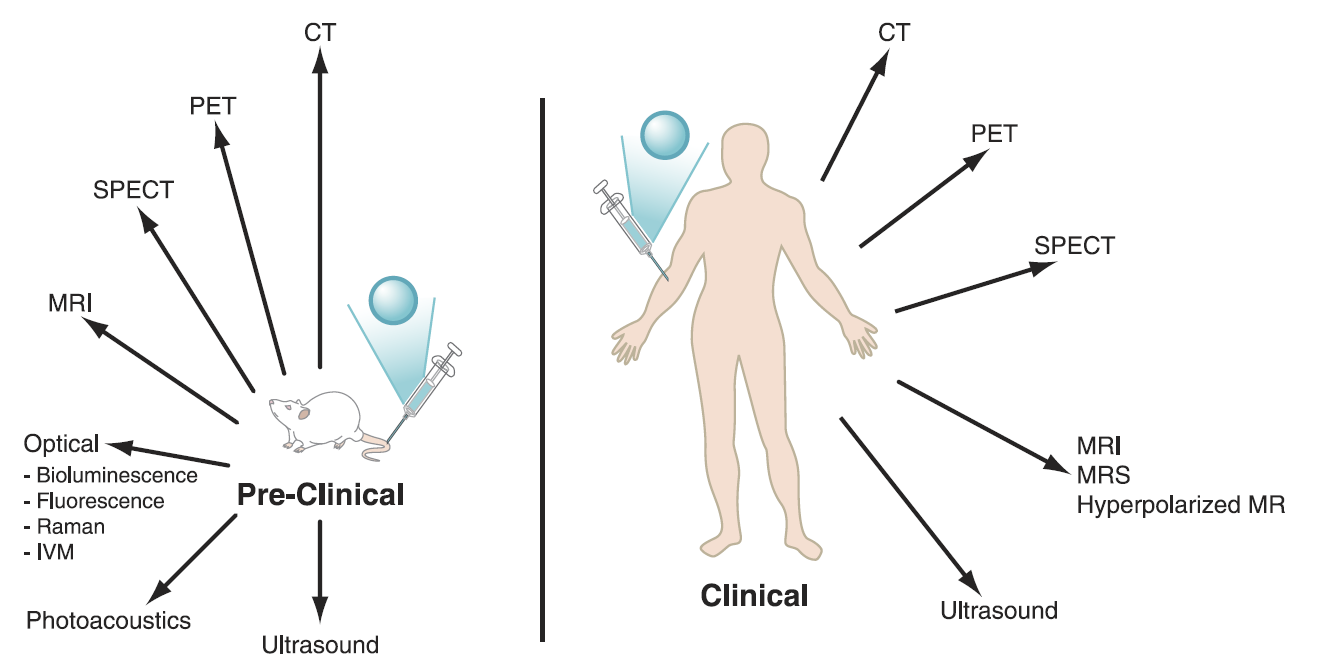 CT
PET
SPECT
MRI
Optical
- Bioluminescence
- Fluorescence
- Raman
- IVM
Photoacoustics
Ultrasound
Pre-Clinical
CT
PET
SPECT
MRI
MRS
Hyperpolarized MR
Ultrasound
Clinical